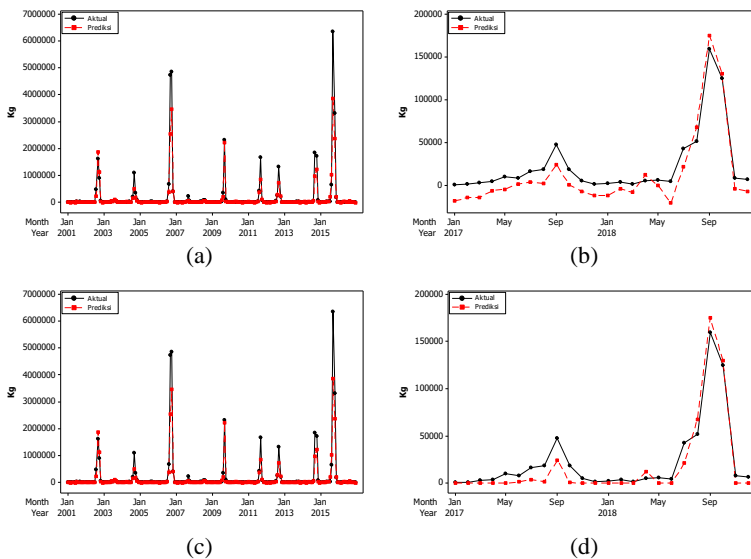 7000000
6000000
5000000
4000000
3000000
2000000
1000000
0
Kg
Aktual
Prediksi
Month Jan Jan Jan Jan Jan Jan Jan Jan
Year 2001 2003 2005 2007 2009 2011 2013 2015
(a)
200000
150000
100000
50000
0
Kg
Aktual
Prediksi
Month Jan May Sep Jan May Sep
Year 2017 2018
(b)
7000000
6000000
5000000
4000000
3000000
2000000
1000000
0
Kg
Aktual
Prediksi
Month Jan Jan Jan Jan Jan Jan Jan Jan
Year 2001 2003 2005 2007 2009 2011 2013 2015
(c)
200000
150000
100000
50000
0
Kg
Aktual
Prediksi
Month Jan May Sep Jan May Sep
Year 2017 2018
(d)